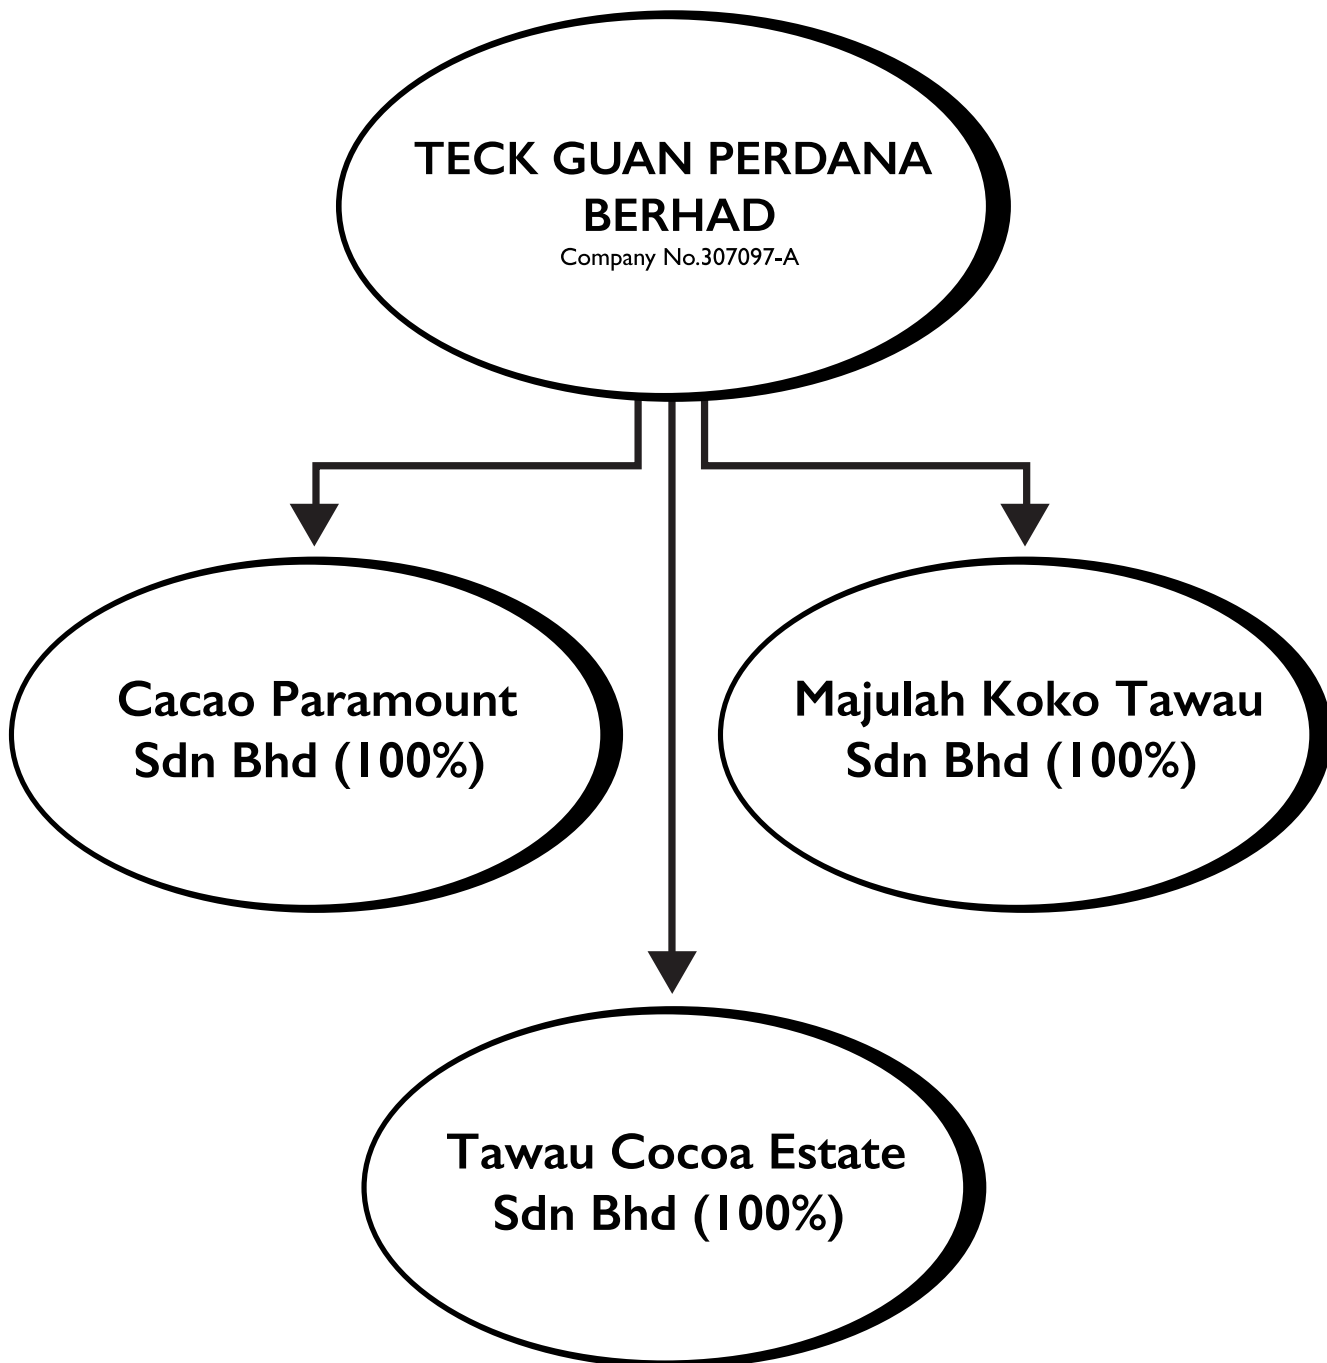 TECK GUAN PERDANA
BERHAD
Company No.307097-A
Cacao Paramount
Sdn Bhd (100%)
Majulah Koko Tawau
Sdn Bhd (100%)
Tawau Cocoa Estate
Sdn Bhd (100%)